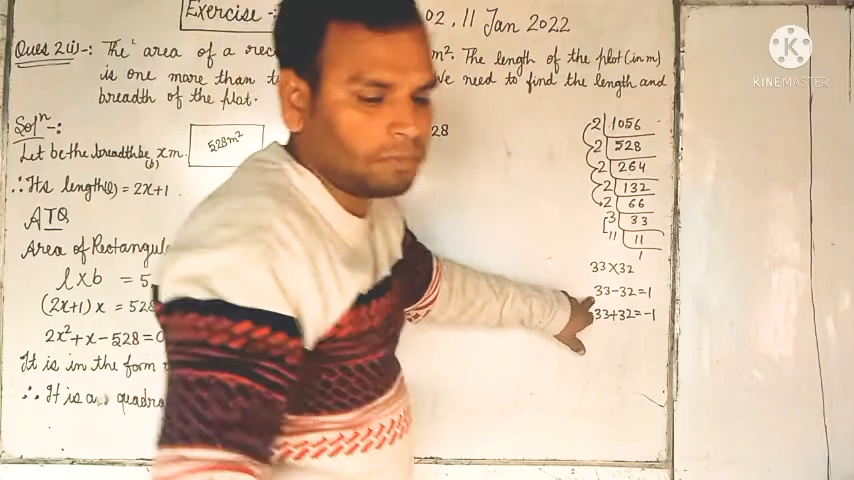 Exercise -: 02, 11 Jan 2022
Ques 2(i)-: The area of a rec m². The length of the plot (in m)
is one more than t We need to find the length and
breadth of the plot.
Solⁿ-:
Let be the breadth be x m.
(b)
528m²
28
∴ Its length(l) = 2x+1
ATQ
Area of Rectangula
l x b = 5
(2x+1) x = 528
2x² + x - 528 = 0
It is in the form
∴ It is a quadra
2 1056
2 528
2 264
2 132
2 66
3 33
11 11
1
33 x 32
33-32=1
33+32=-1
KINEMASTER